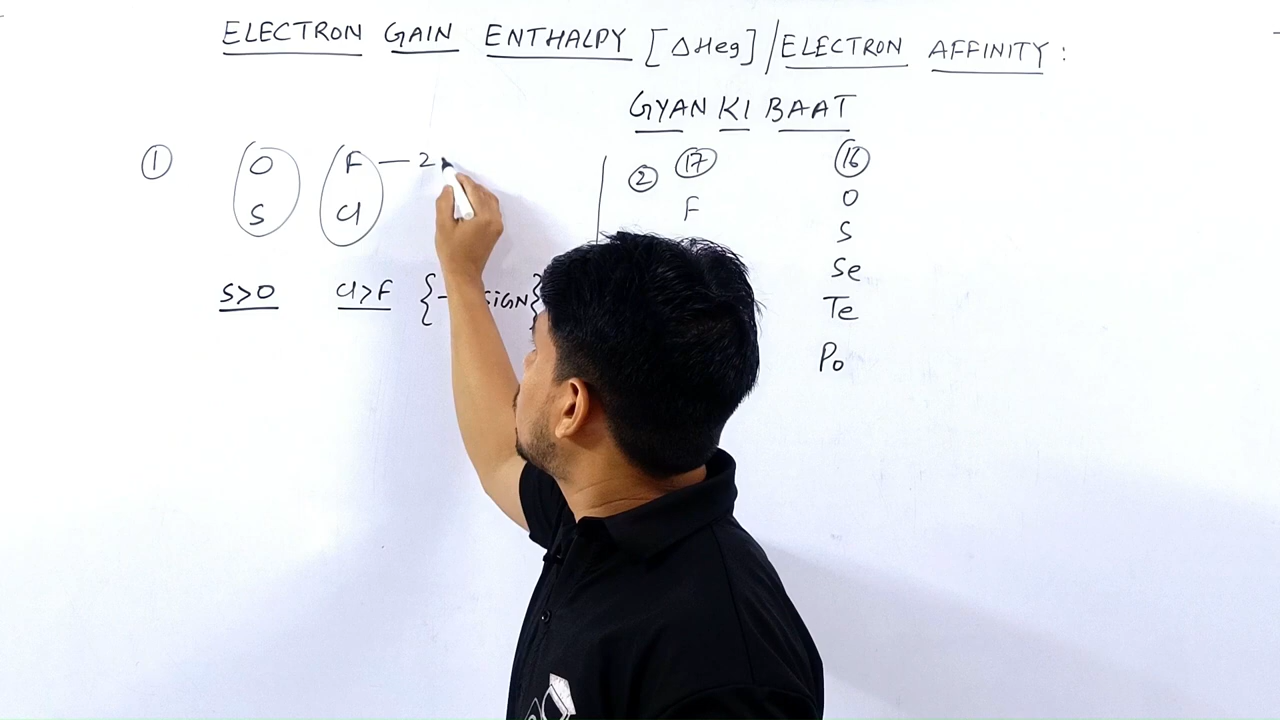 ELECTRON GAIN ENTHALPY [ΔHeg] / ELECTRON AFFINITY :
GYAN KI BAAT
① O F — 2
S Cl
S>O Cl>F {- SIGN}
② ⑰ ⑯
F O
S
Se
Te
Po